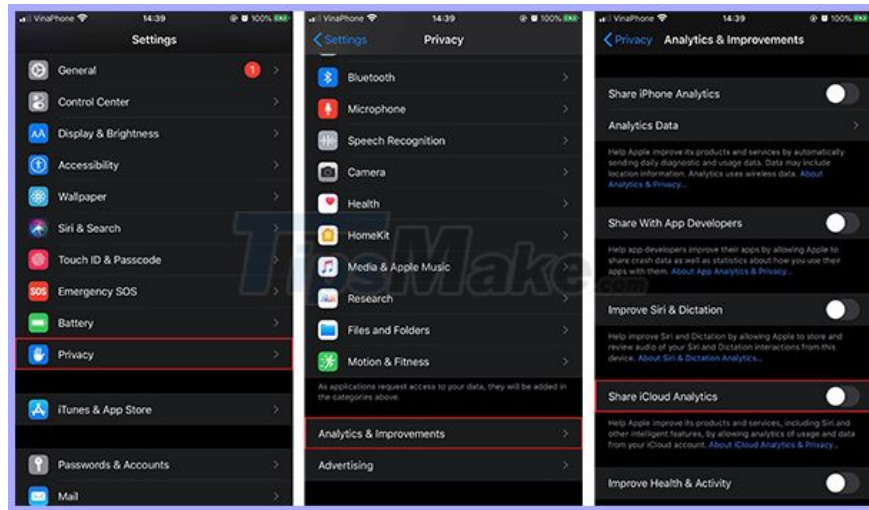 VinaPhone 14:39 100%
Settings
General 1
Control Center
AA Display & Brightness
Accessibility
Wallpaper
Siri & Search
Touch ID & Passcode
SOS Emergency SOS
Battery
Privacy
iTunes & App Store
Passwords & Accounts
Mail
VinaPhone 14:39 100%
Settings Privacy
Bluetooth
Microphone
Speech Recognition
Camera
Health
HomeKit
Media & Apple Music
Research
Files and Folders
Motion & Fitness
As applications request access to your data, they will be added in
the categories above.
Analytics & Improvements
Advertising
VinaPhone 14:39 100%
Privacy Analytics & Improvements
Share iPhone Analytics
Analytics Data
Help Apple improve its products and services by automatically
sending daily diagnostic and usage data. Data may include
location information. Analytics uses wireless data. About
Analytics & Privacy...
Share With App Developers
Help app developers improve their apps by allowing Apple to
share crash data as well as statistics about how you use their
apps with them. About App Analytics & Privacy...
Improve Siri & Dictation
Help improve Siri and Dictation by allowing Apple to store and
review audio of your Siri and Dictation interactions from this
device. About Siri & Dictation Analytics...
Share iCloud Analytics
Help Apple improve its products and services, including Siri and
other intelligent features, by allowing analytics of usage and data
from your iCloud account. About iCloud Analytics & Privacy...
Improve Health & Activity
TipsMake.com